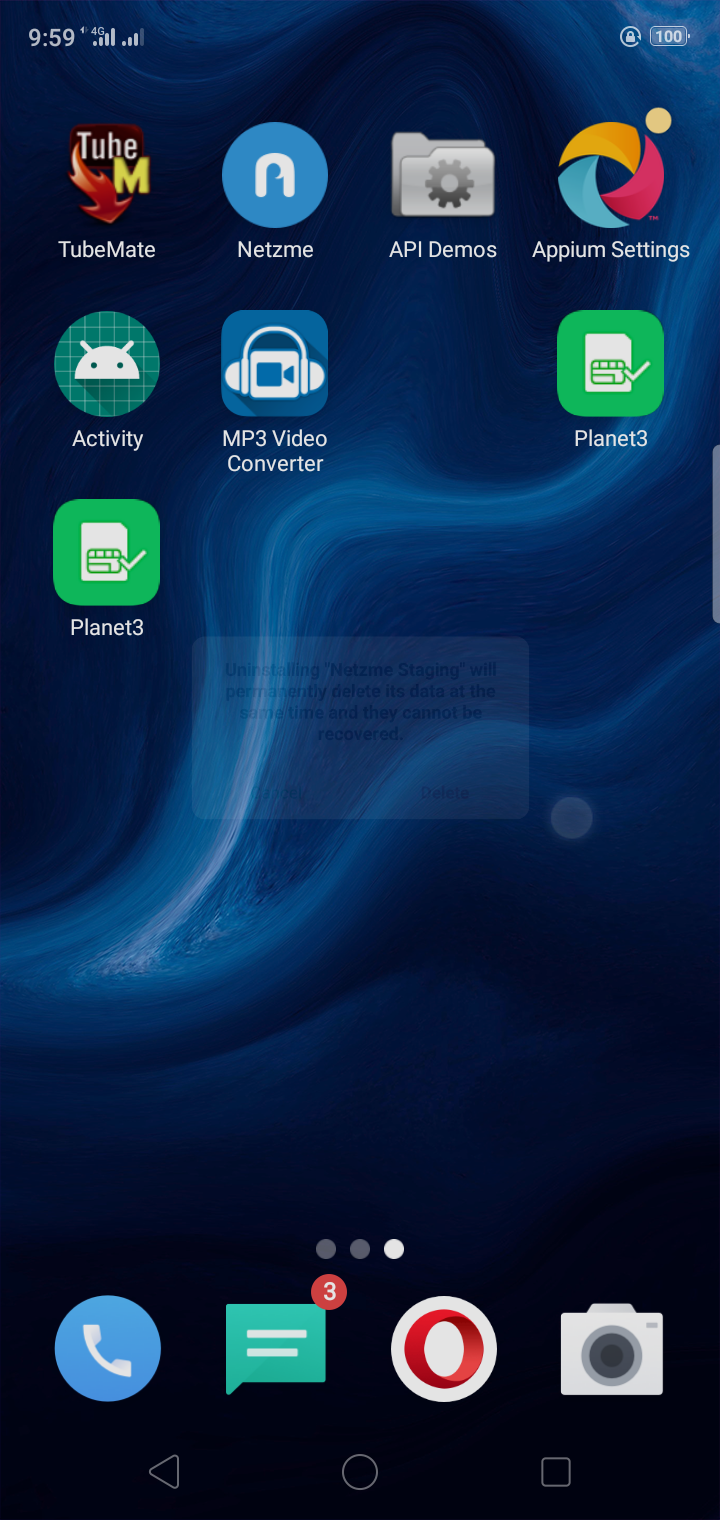 9:59 4G 100
Tube
M
TubeMate
Netzme
API Demos
TM
Appium Settings
Activity
MP3 Video
Converter
Planet3
Planet3
Uninstalling "Netzme Staging" will
permanently delete its data at the
same time and they cannot be
recovered.
Cancel Delete
3